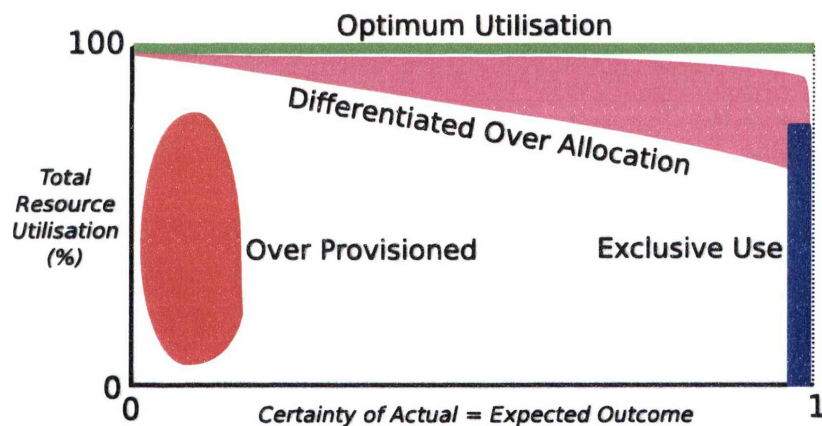 Optimum Utilisation
100
Differentiated Over Allocation
Total
Resource
Utilisation
(%)
Over Provisioned
Exclusive Use
0
0
Certainty of Actual = Expected Outcome
1